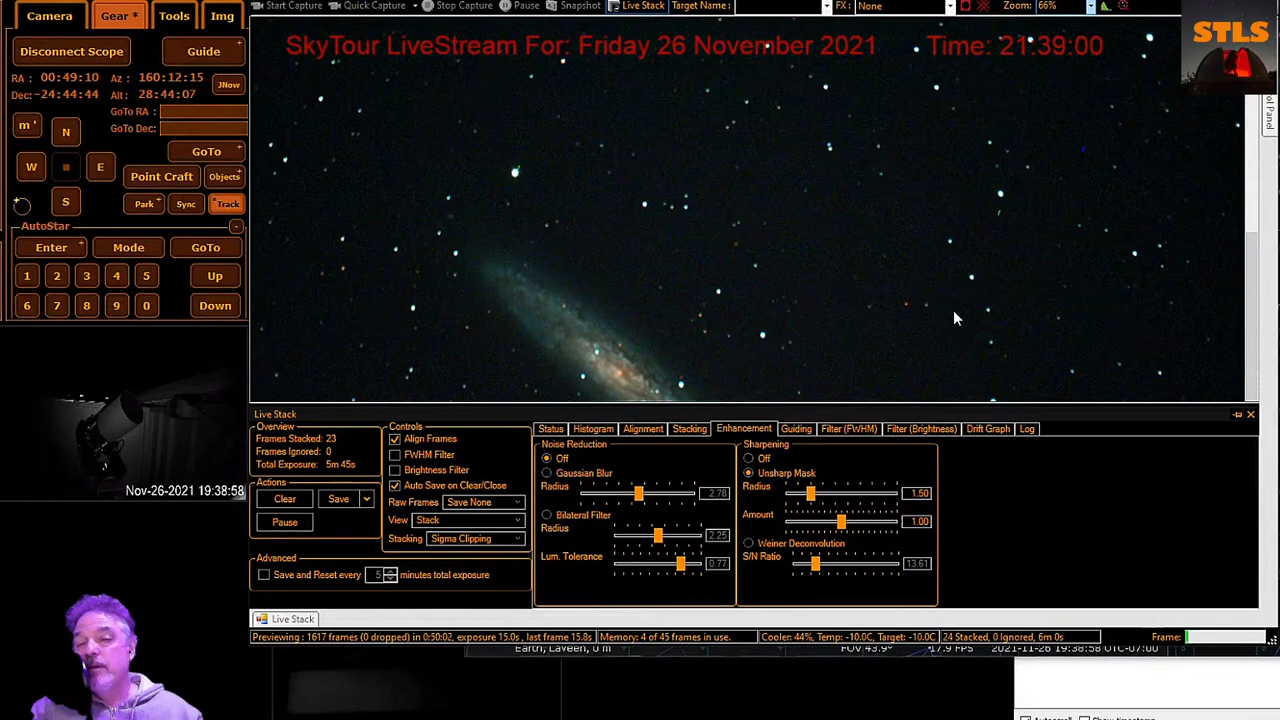 Camera Gear * Tools Img
Start Capture Quick Capture Stop Capture Pause Snapshot Live Stack Target Name : FX : None Zoom: 66%
SkyTour LiveStream For: Friday 26 November 2021 Time: 21:39:00
STLS
Disconnect Scope Guide
RA : 00:49:10 Az : 160:12:15
Dec: -24:44:44 Alt : 28:44:07
JNow
GoTo RA :
GoTo Dec:
m ' N GoTo
W E Point Craft Objects
S Park Sync Track
AutoStar -
Enter Mode GoTo
1 2 3 4 5 Up
6 7 8 9 0 Down
Nov-26-2021 19:38:58
Live Stack
Overview
Frames Stacked: 23
Frames Ignored: 0
Total Exposure: 5m 45s
Actions
Clear Save
Pause
Controls
Align Frames
FWHM Filter
Brightness Filter
Auto Save on Clear/Close
Raw Frames Save None
View Stack
Stacking Sigma Clipping
Advanced
Save and Reset every 5 minutes total exposure
Status Histogram Alignment Stacking Enhancement Guiding Filter (FWHM) Filter (Brightness) Drift Graph Log
Noise Reduction
Off
Gaussian Blur
Radius 2.78
Bilateral Filter
Radius 2.25
Lum. Tolerance 0.77
Sharpening
Off
Unsharp Mask
Radius 1.50
Amount 1.00
Weiner Deconvolution
S/N Ratio 13.61
Live Stack
Previewing : 1617 frames (0 dropped) in 0:50:02, exposure 15.0s , last frame 15.8s Memory: 4 of 45 frames in use. Cooler: 44%, Temp: -10.0C, Target: -10.0C 24 Stacked, 0 Ignored, 6m 0s Frame:
Earth, Laveen, 0 m FOV 43.9° 17.9 FPS 2021-11-26 19:38:58 UTC-07:00
Autoscroll Show timestamp